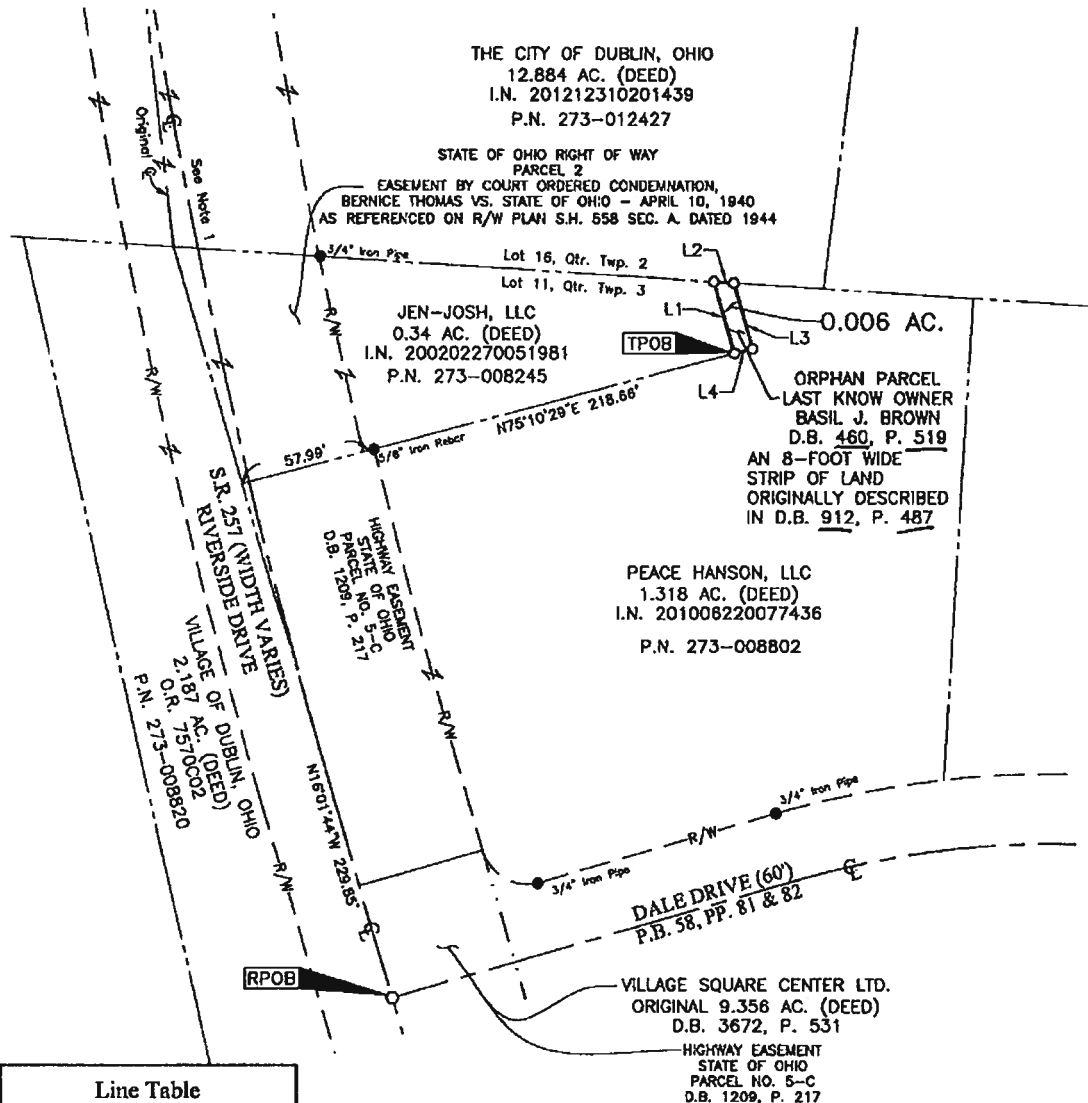 THE CITY OF DUBLIN, OHIO
12.884 AC. (DEED)
I.N. 201212310201439
P.N. 273-012427
STATE OF OHIO RIGHT OF WAY
PARCEL 2
EASEMENT BY COURT ORDERED CONDEMNATION,
BERNICE THOMAS VS. STATE OF OHIO - APRIL 10, 1940
AS REFERENCED ON R/W PLAN S.H. 558 SEC. A. DATED 1944
Original ℄
℄
See Note 1
3/4" Iron Pipe
Lot 16, Qtr. Twp. 2
Lot 11, Qtr. Twp. 3
L2
L1
L3
L4
0.006 AC.
TPOB
JEN-JOSH, LLC
0.34 AC. (DEED)
I.N. 200202270051981
P.N. 273-008245
ORPHAN PARCEL
LAST KNOW OWNER
BASIL J. BROWN
D.B. 460, P. 519
AN 8-FOOT WIDE
STRIP OF LAND
ORIGINALLY DESCRIBED
IN D.B. 912, P. 487
R/W
R/W
57.99'
5/8" Iron Rebar
N75°10'29"E 218.66'
S.R. 257 (WIDTH VARIES)
RIVERSIDE DRIVE
HIGHWAY EASEMENT
STATE OF OHIO
PARCEL NO. 5-C
D.B. 1209, P. 217
PEACE HANSON, LLC
1.318 AC. (DEED)
I.N. 201006220077436
P.N. 273-008802
VILLAGE OF DUBLIN, OHIO
2.187 AC. (DEED)
O.R. 7570C02
P.N. 273-008820
R/W
R/W
N16°01'44"W 229.85'
℄
3/4" Iron Pipe
R/W
3/4" Iron Pipe
DALE DRIVE (60')
P.B. 58, PP. 81 & 82
℄
RPOB
VILLAGE SQUARE CENTER LTD.
ORIGINAL 9.356 AC. (DEED)
D.B. 3672, P. 531
HIGHWAY EASEMENT
STATE OF OHIO
PARCEL NO. 5-C
D.B. 1209, P. 217
Line Table